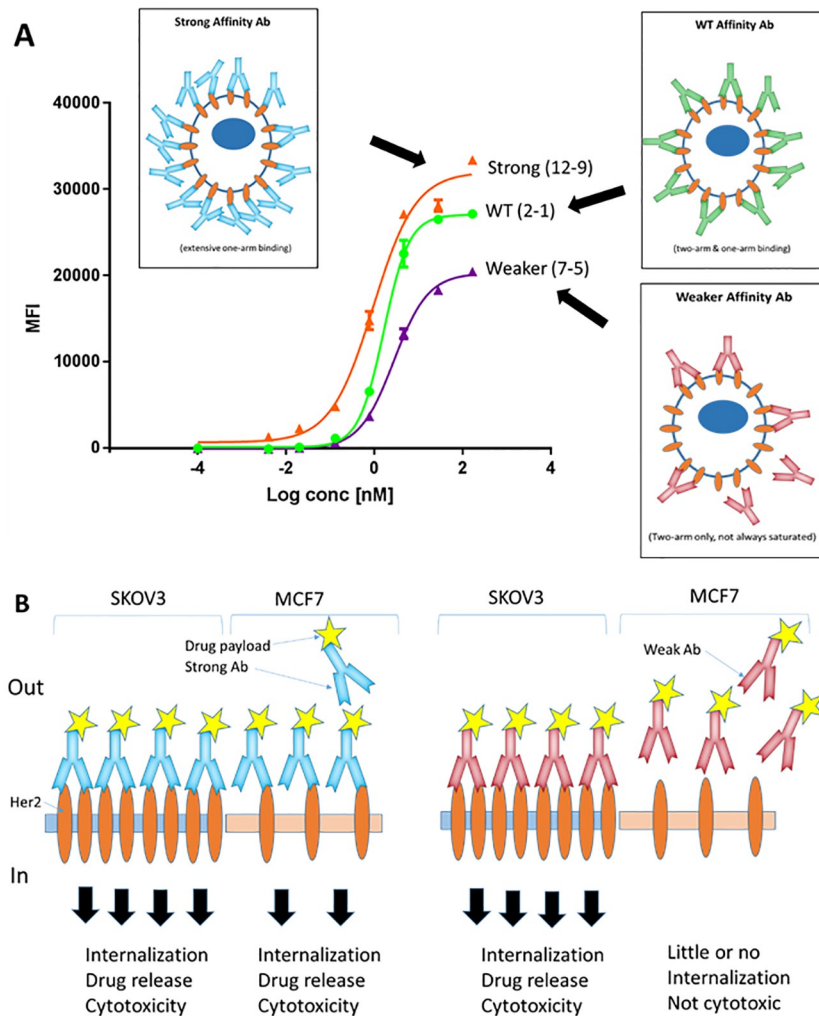 A
Strong Affinity Ab
(extensive one-arm binding)
WT Affinity Ab
(two-arm & one-arm binding)
Weaker Affinity Ab
(Two-arm only, not always saturated)
40000
30000
20000
10000
0
MFI
-4
-2
0
2
4
Log conc [nM]
Strong (12-9)
WT (2-1)
Weaker (7-5)
B
SKOV3
MCF7
SKOV3
MCF7
Drug payload
Strong Ab
Weak Ab
Out
Her2
In
Internalization
Drug release
Cytotoxicity
Internalization
Drug release
Cytotoxicity
Internalization
Drug release
Cytotoxicity
Little or no
Internalization
Not cytotoxic